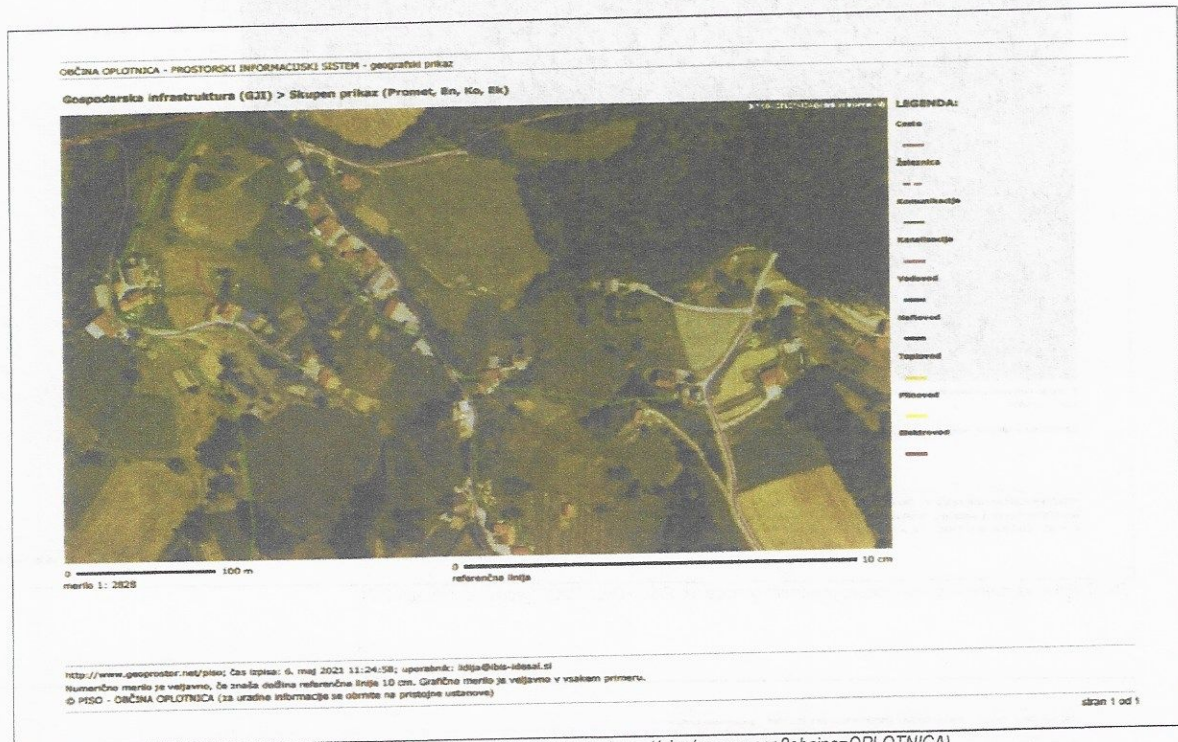 OBČINA OPLOTNICA - PROSTORSKI INFORMACIJSKI SISTEM - geografski prikaz
Gospodarska infrastruktura (GJI) > Skupen prikaz (Promet, En, Ko, Ek)
LEGENDA:
Cesta
Železnica
Komunikacije
Kanalizacija
Vodovod
Naftovod
Toplovod
Plinovod
Elektrovod
0 100 m
merilo 1: 2828
0 10 cm
referenčna linija
http://www.geoprostor.net/piso; čas izpisa: 6. maj 2021 11:24:58; uporabnik: lidija@ibis-idesal.si
Numerično merilo je veljavno, če znaša dolžina referenčne linije 10 cm. Grafično merilo je veljavno v vsakem primeru.
© PISO - OBČINA OPLOTNICA (za uradne informacije se obrnite na pristojne ustanove)
stran 1 od 1
=OPLOTNICA)